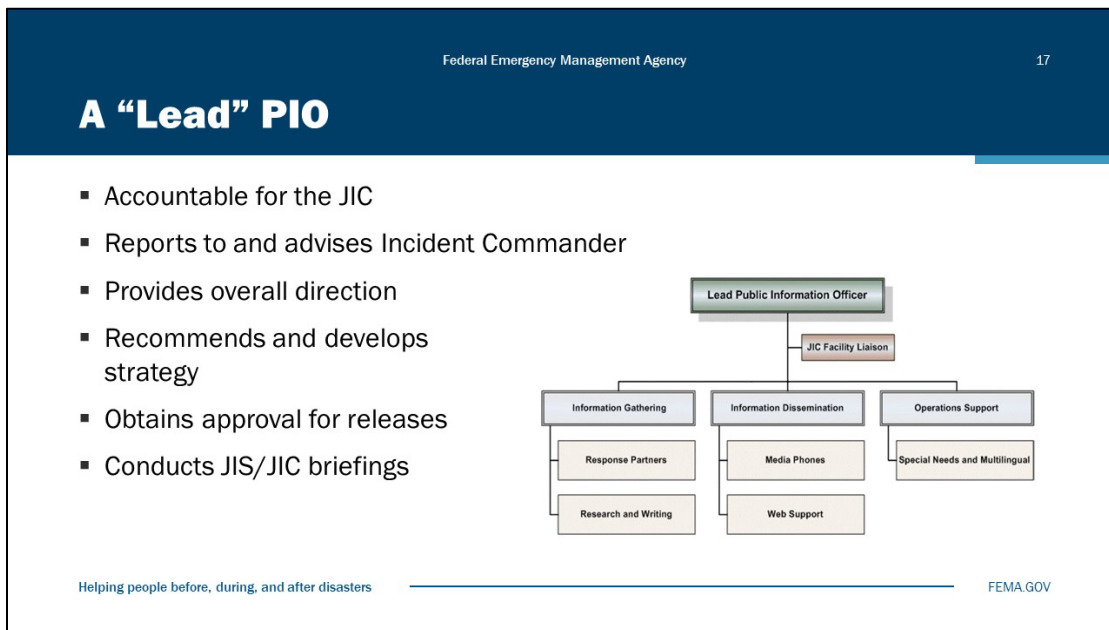 Federal Emergency Management Agency
17
A “Lead” PIO
▪ Accountable for the JIC
▪ Reports to and advises Incident Commander
▪ Provides overall direction
▪ Recommends and develops
strategy
▪ Obtains approval for releases
▪ Conducts JIS/JIC briefings
Lead Public Information Officer
JIC Facility Liaison
Information Gathering
Information Dissemination
Operations Support
Response Partners
Media Phones
Special Needs and Multilingual
Research and Writing
Web Support
Helping people before, during, and after disasters
FEMA.GOV